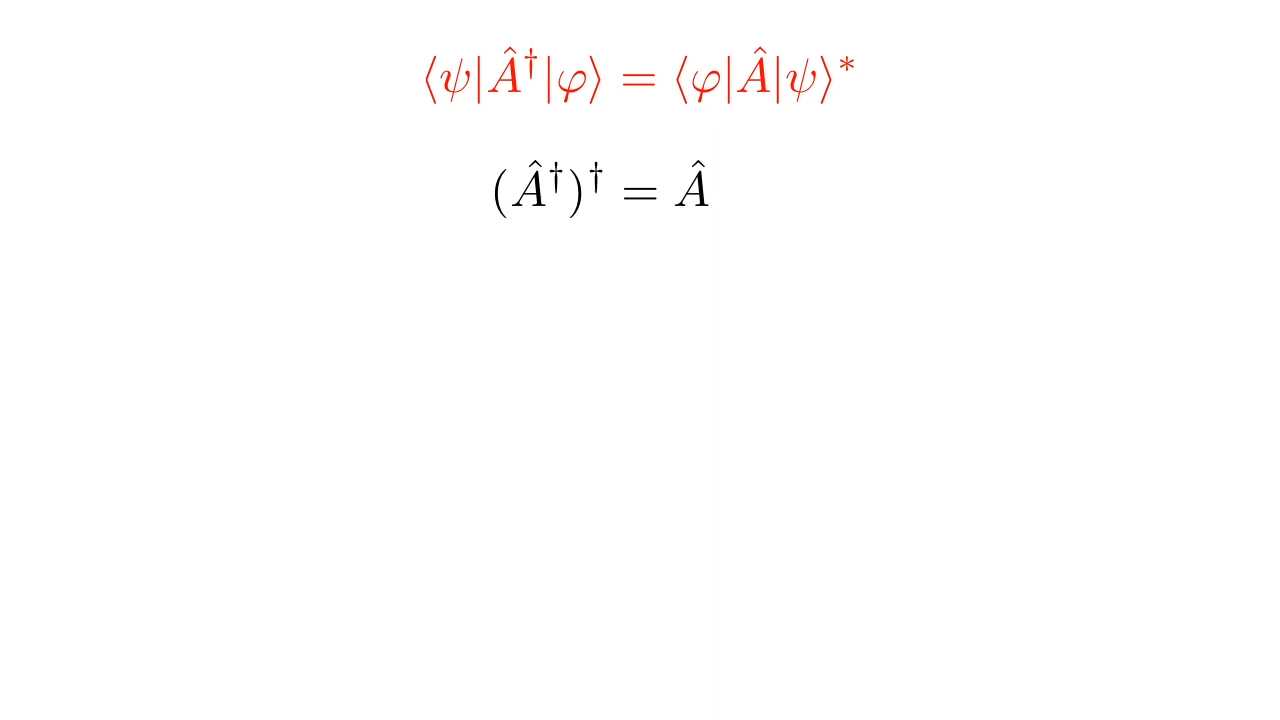 ⟨ψ|Â†|φ⟩ = ⟨φ|Â|ψ⟩*
(Â†)† = Â